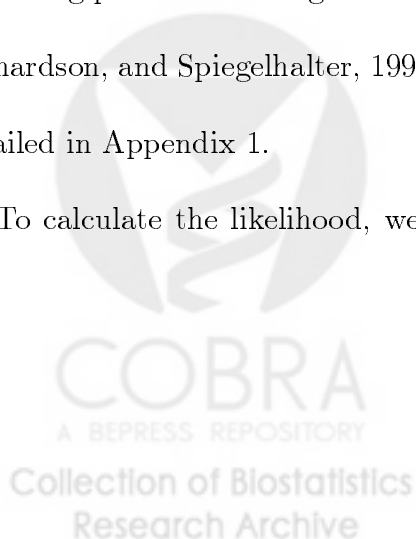 hardson, and Spiegelhalter, 199
ailed in Appendix 1.
To calculate the likelihood, we
COBRA
A BEPRESS REPOSITORY
Collection of Biostatistics
Research Archive